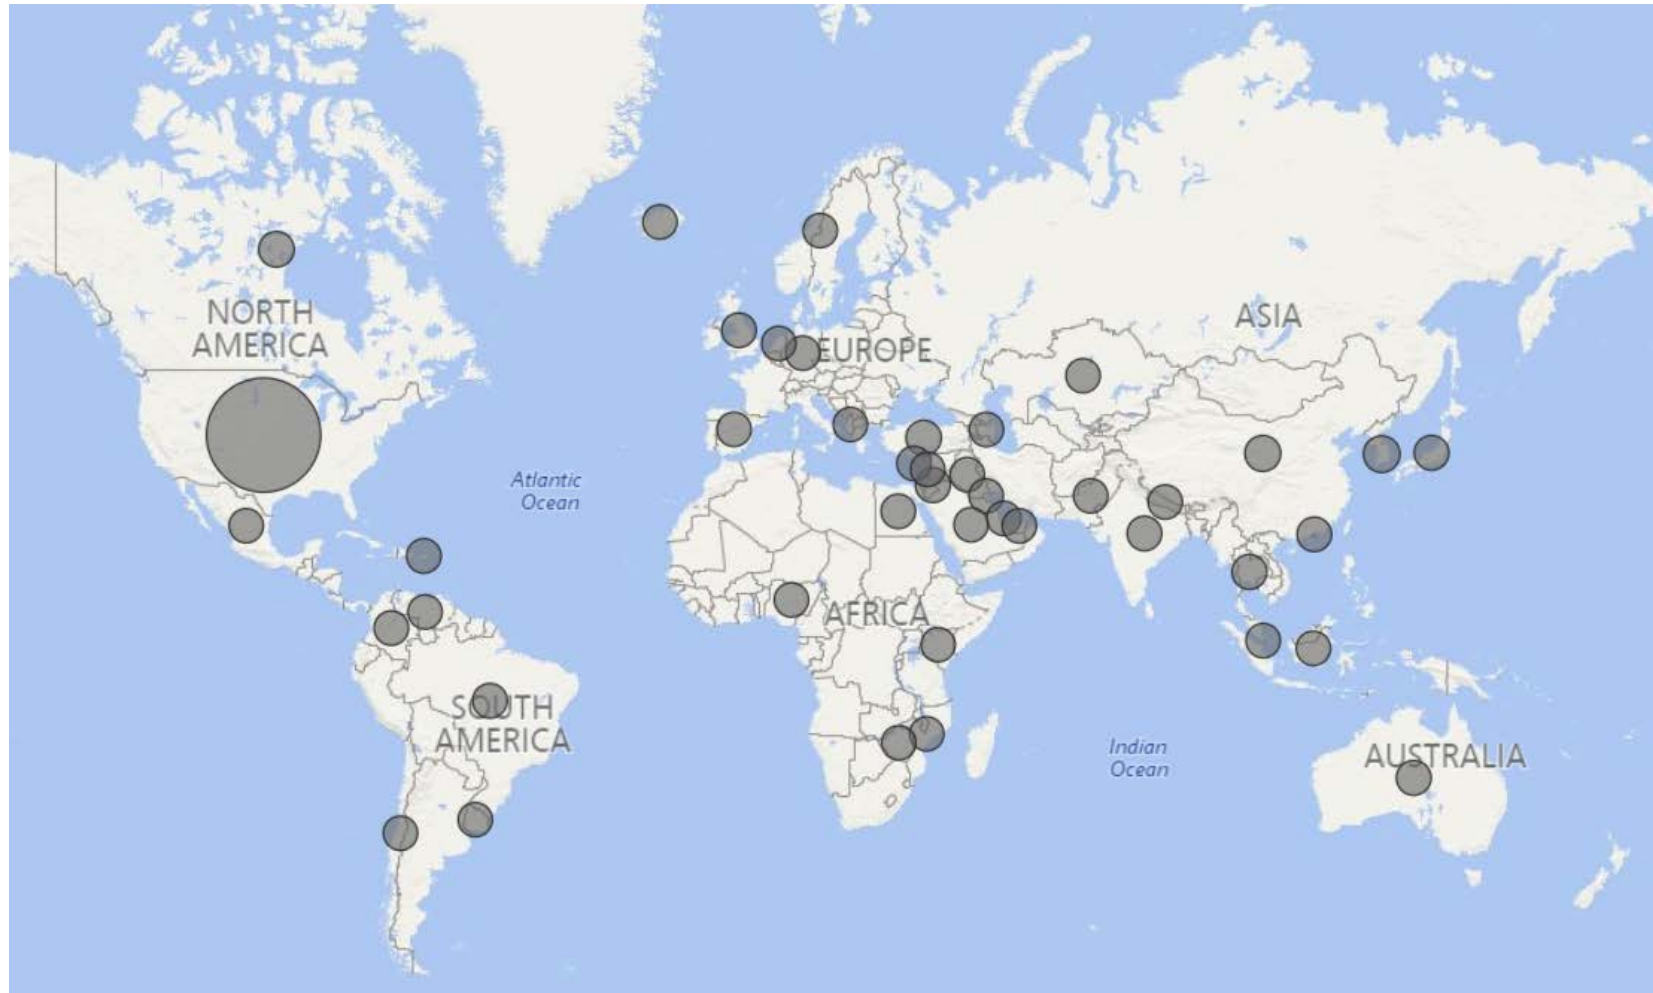 NORTH
AMERICA
ASIA
EUROPE
Atlantic
Ocean
AFRICA
SOUTH
AMERICA
Indian
Ocean
AUSTRALIA